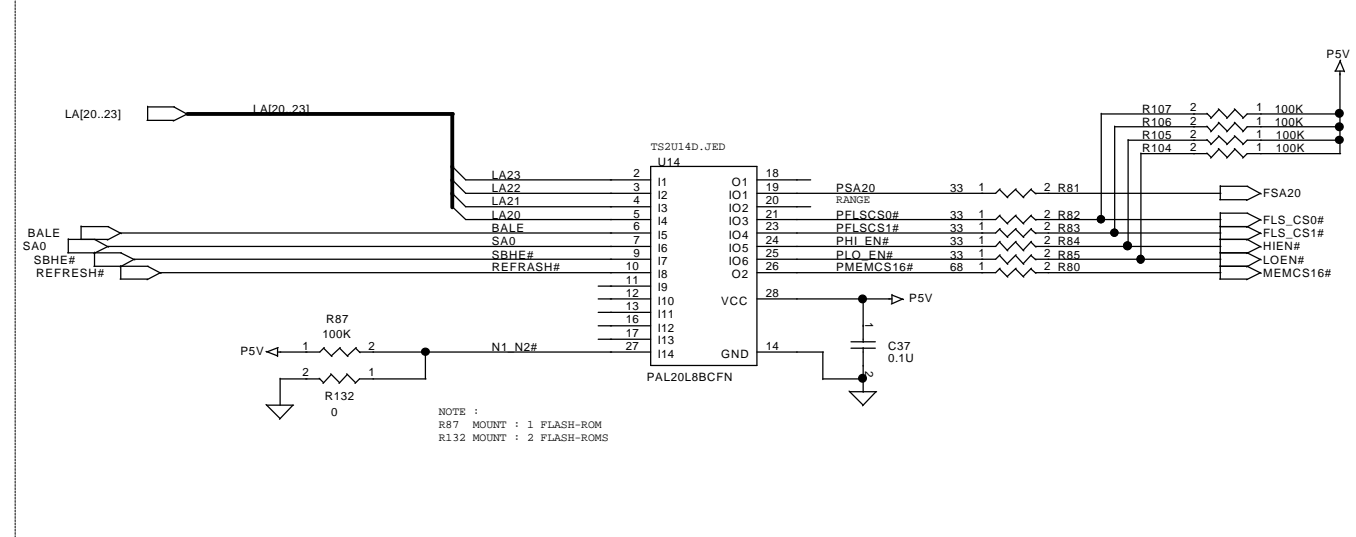 P5V
R107 2 1 100K
R106 2 1 100K
R105 2 1 100K
R104 2 1 100K
LA[20..23]
LA[20..23]
TS2U14D.JED
U14
LA23 2 I1 O1 18
LA22 3 I2 IO1 19 PSA20 33 1 2 R81 FSA20
LA21 4 I3 IO2 20 RANGE
LA20 5 I4 IO3 21 PFLSCS0# 33 1 2 R82 FLS_CS0#
BALE BALE 6 I5 IO4 23 PFLSCS1# 33 1 2 R83 FLS_CS1#
SA0 SA0 7 I6 IO5 24 PHI_EN# 33 1 2 R84 HIEN#
SBHE# SBHE# 9 I7 IO6 25 PLO_EN# 33 1 2 R85 LOEN#
REFRESH# REFRASH# 10 I8 O2 26 PMEMCS16# 68 1 2 R80 MEMCS16#
11 I9
12 I10 VCC 28 P5V
13 I11
16 I12
17 I13
R87
100K
P5V 1 2 N1_N2# 27 I14 GND 14
1 C37
2 0.1U
2 1
R132
0
PAL20L8BCFN
NOTE :
R87 MOUNT : 1 FLASH-ROM
R132 MOUNT : 2 FLASH-ROMS